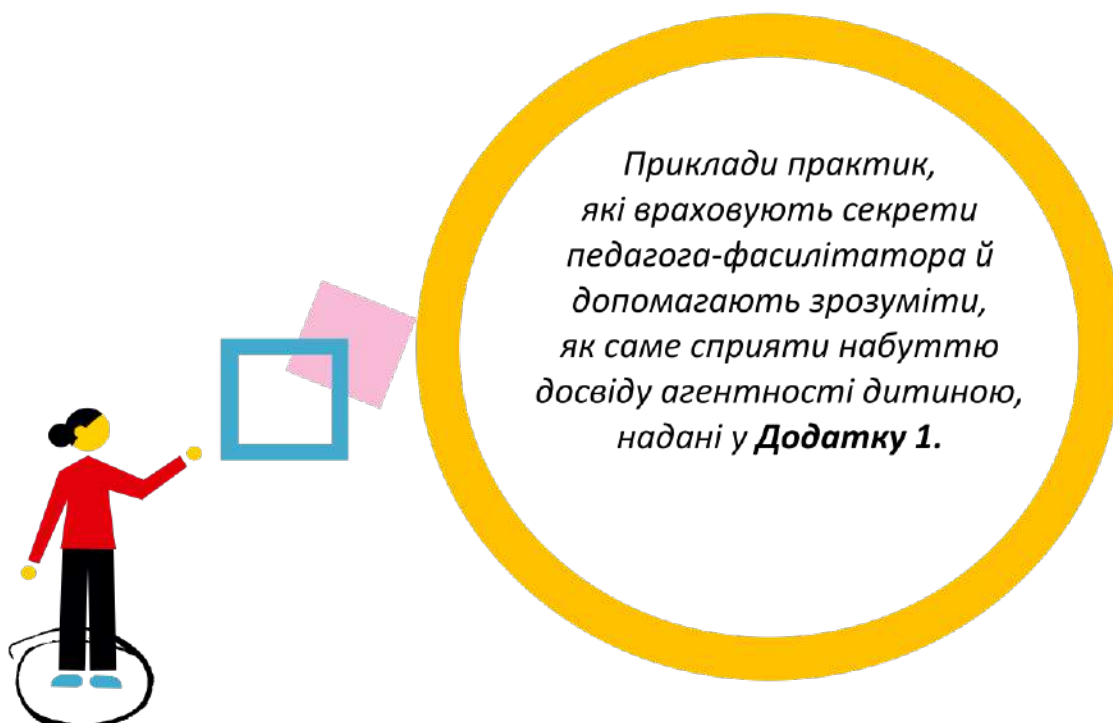 Приклади практик,
які враховують секрети
педагога-фасилітатора й
допомагають зрозуміти,
як саме сприяти набуттю
досвіду агентності дитиною,
надані у Додатку 1.